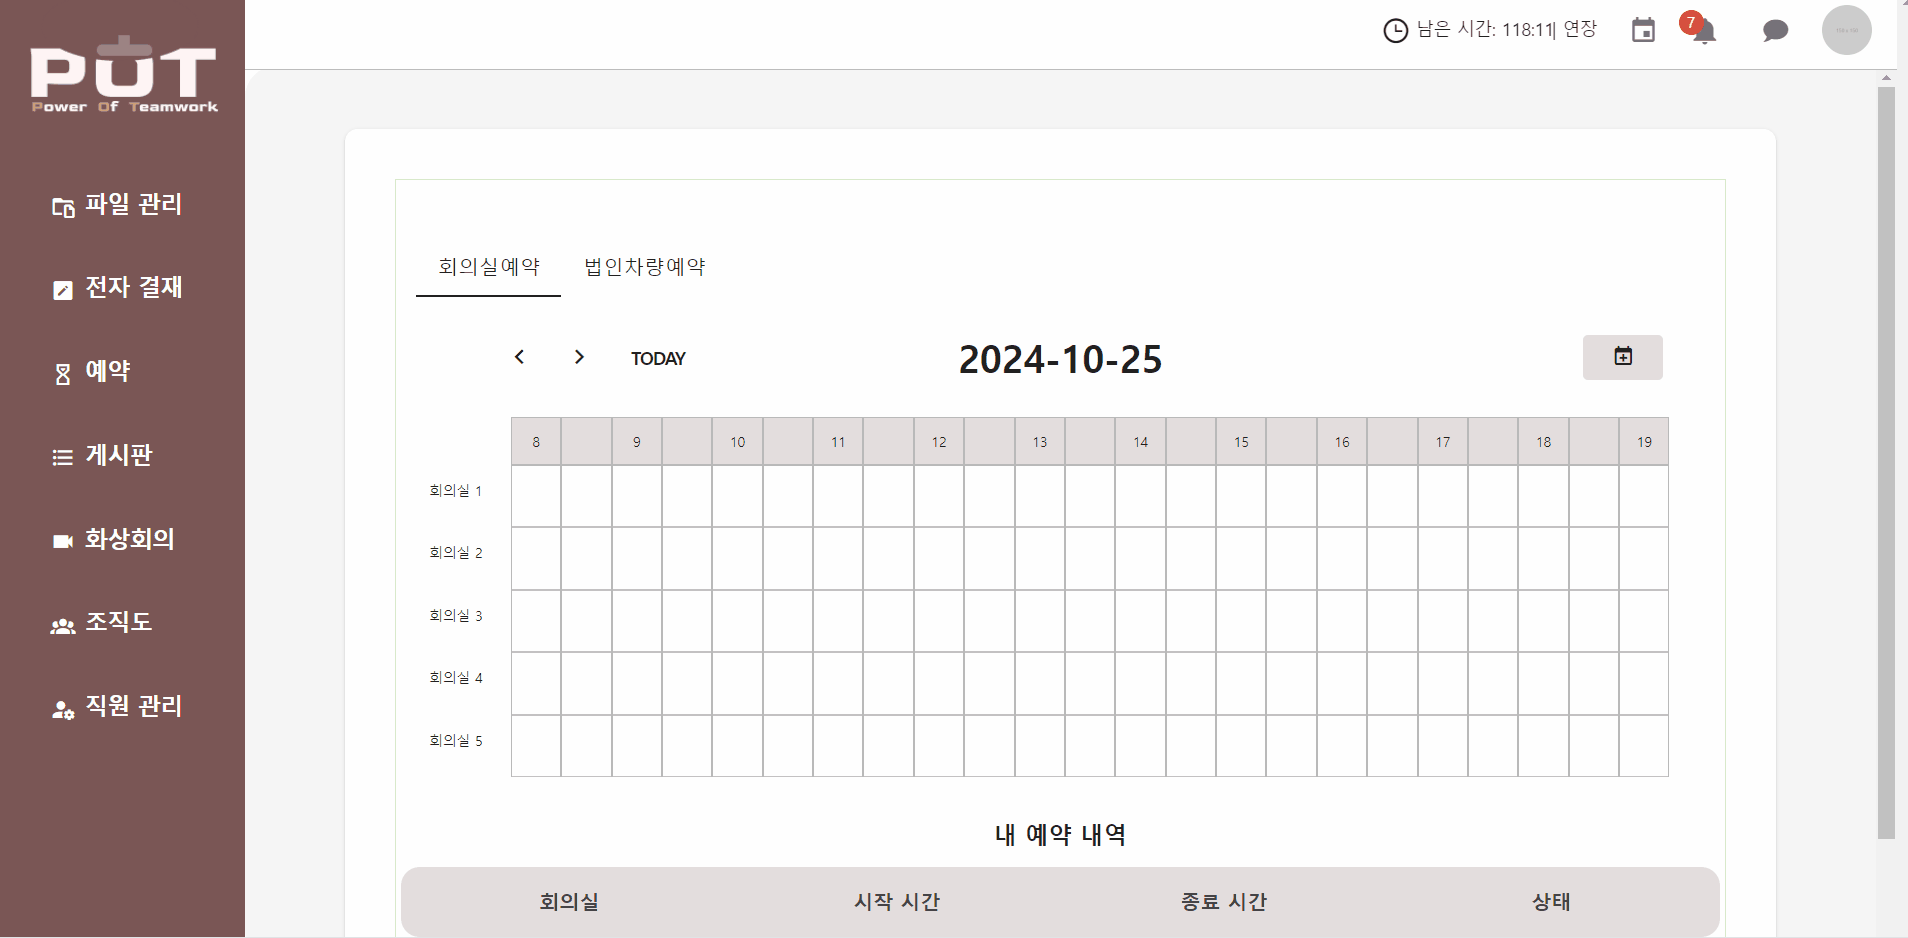 PUT
Power Of Teamwork
남은 시간: 118:11| 연장
7
파일 관리
전자 결재
예약
게시판
화상회의
조직도
직원 관리
회의실예약 법인차량예약
TODAY 2024-10-25
8 9 10 11 12 13 14 15 16 17 18 19
회의실 1
회의실 2
회의실 3
회의실 4
회의실 5
내 예약 내역
회의실 시작 시간 종료 시간 상태